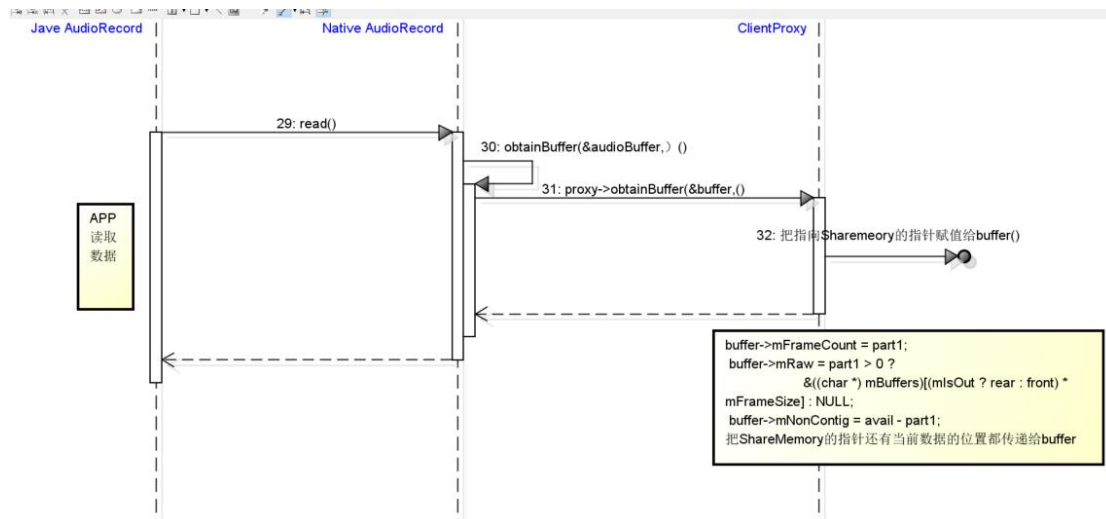 Jave AudioRecord
Native AudioRecord
ClientProxy
29: read()
30: obtainBuffer(&audioBuffer,）()
31: proxy->obtainBuffer(&buffer,()
APP
读取
数据
32: 把指向Sharemeory的指针赋值给buffer()
buffer->mFrameCount = part1;
buffer->mRaw = part1 > 0 ?
&((char *) mBuffers)[(mIsOut ? rear : front) *
mFrameSize] : NULL;
buffer->mNonContig = avail - part1;
把ShareMemory的指针还有当前数据的位置都传递给buffer